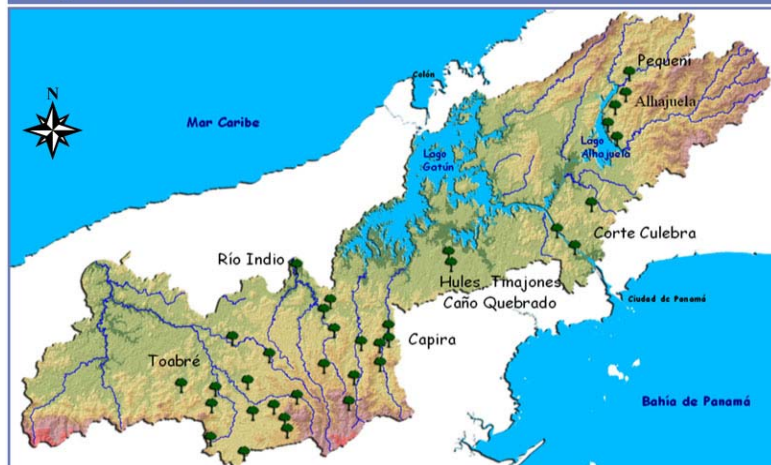 N
Colón
Pequení
Alhajuela
Mar Caribe
Lago
Gatún
Lago
Alhajuela
Corte Culebra
Río Indio
Hules, Tinajones
Caño Quebrado
Ciudad de Panamá
Capira
Toabré
Bahía de Panamá